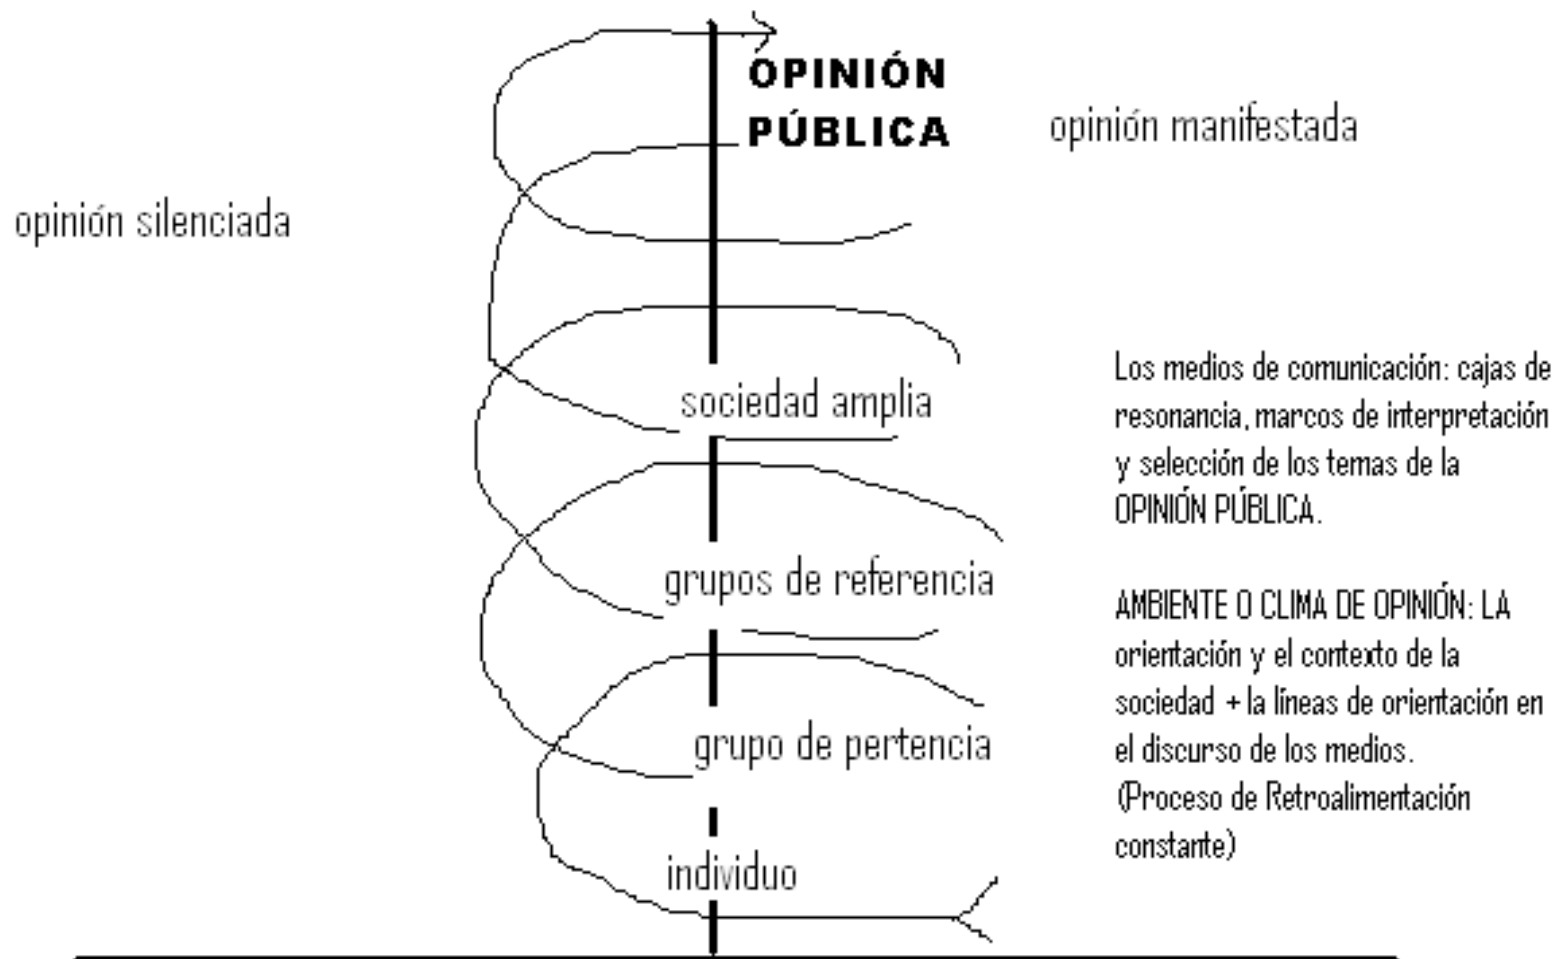 OPINIÓN
PÚBLICA
opinión manifestada
opinión silenciada
sociedad amplia
grupos de referencia
grupo de pertencia
individuo
Los medios de comunicación: cajas de
resonancia, marcos de interpretación
y selección de los temas de la
OPINIÓN PÚBLICA.
AMBIENTE O CLIMA DE OPINIÓN: LA
orientación y el contexto de la
sociedad + la líneas de orientación en
el discurso de los medios.
(Proceso de Retroalimentación
constante)